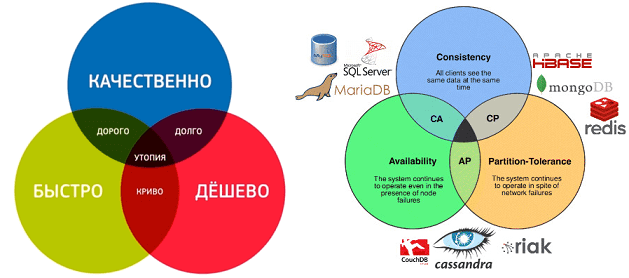 КАЧЕСТВЕННО
ДОРОГО
ДОЛГО
УТОПИЯ
БЫСТРО
КРИВО
ДЁШЕВО
Microsoft
SQL Server
MariaDB
Consistency
All clients see the
same data at the same
time
APACHE
HBASE
mongoDB
redis
CA
CP
Availability
The system continues
to operate even in the
presence of node
failures
AP
Partition-Tolerance
The system continues
to operate in spite of
network failures
CouchDB
cassandra
riak